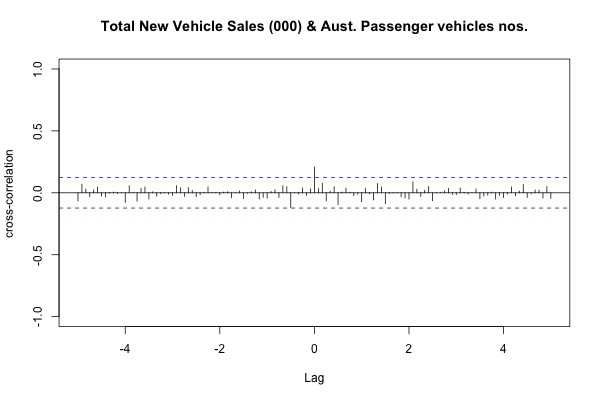 Total New Vehicle Sales (000) & Aust. Passenger vehicles nos.
1.0
0.5
0.0
-0.5
-1.0
cross-correlation
-4 -2 0 2 4
Lag